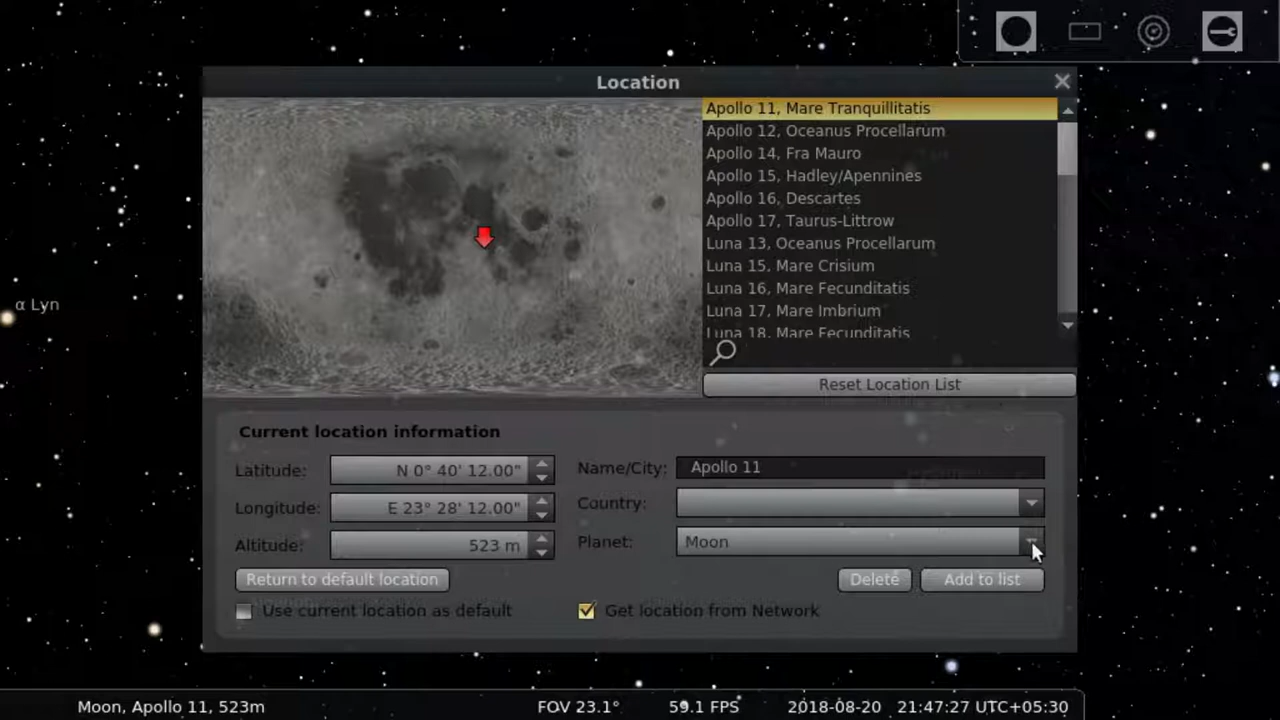 Location
Apollo 11, Mare Tranquillitatis
Apollo 12, Oceanus Procellarum
Apollo 14, Fra Mauro
Apollo 15, Hadley/Apennines
Apollo 16, Descartes
Apollo 17, Taurus-Littrow
Luna 13, Oceanus Procellarum
Luna 15, Mare Crisium
Luna 16, Mare Fecunditatis
Luna 17, Mare Imbrium
Luna 18, Mare Fecunditatis
α Lyn
Reset Location List
Current location information
Latitude: N 0° 40' 12.00"
Name/City: Apollo 11
Longitude: E 23° 28' 12.00"
Country:
Altitude: 523 m
Planet: Moon
Return to default location
Delete
Add to list
Use current location as default
Get location from Network
Moon, Apollo 11, 523m
FOV 23.1°
59.1 FPS
2018-08-20
21:47:27 UTC+05:30